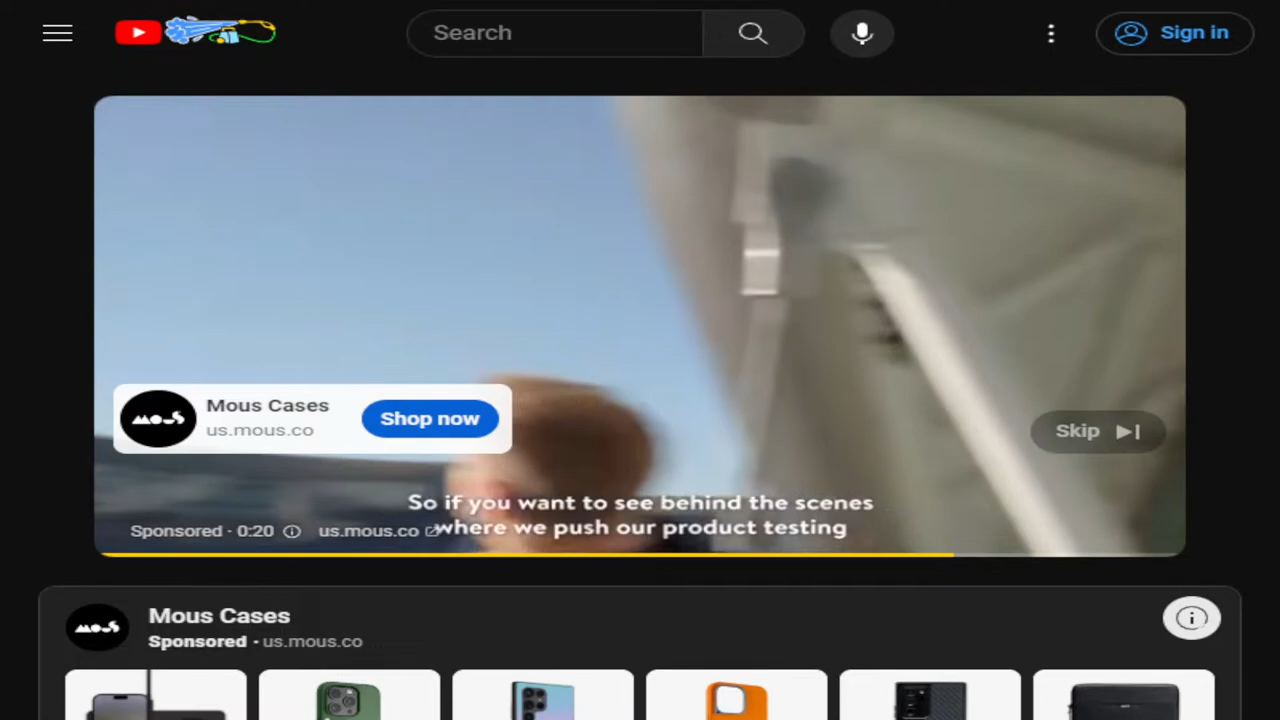 Search
Sign in
mous
Mous Cases
us.mous.co
Shop now
Skip
So if you want to see behind the scenes
where we push our product testing
Sponsored · 0:20
us.mous.co
mous
Mous Cases
Sponsored · us.mous.co